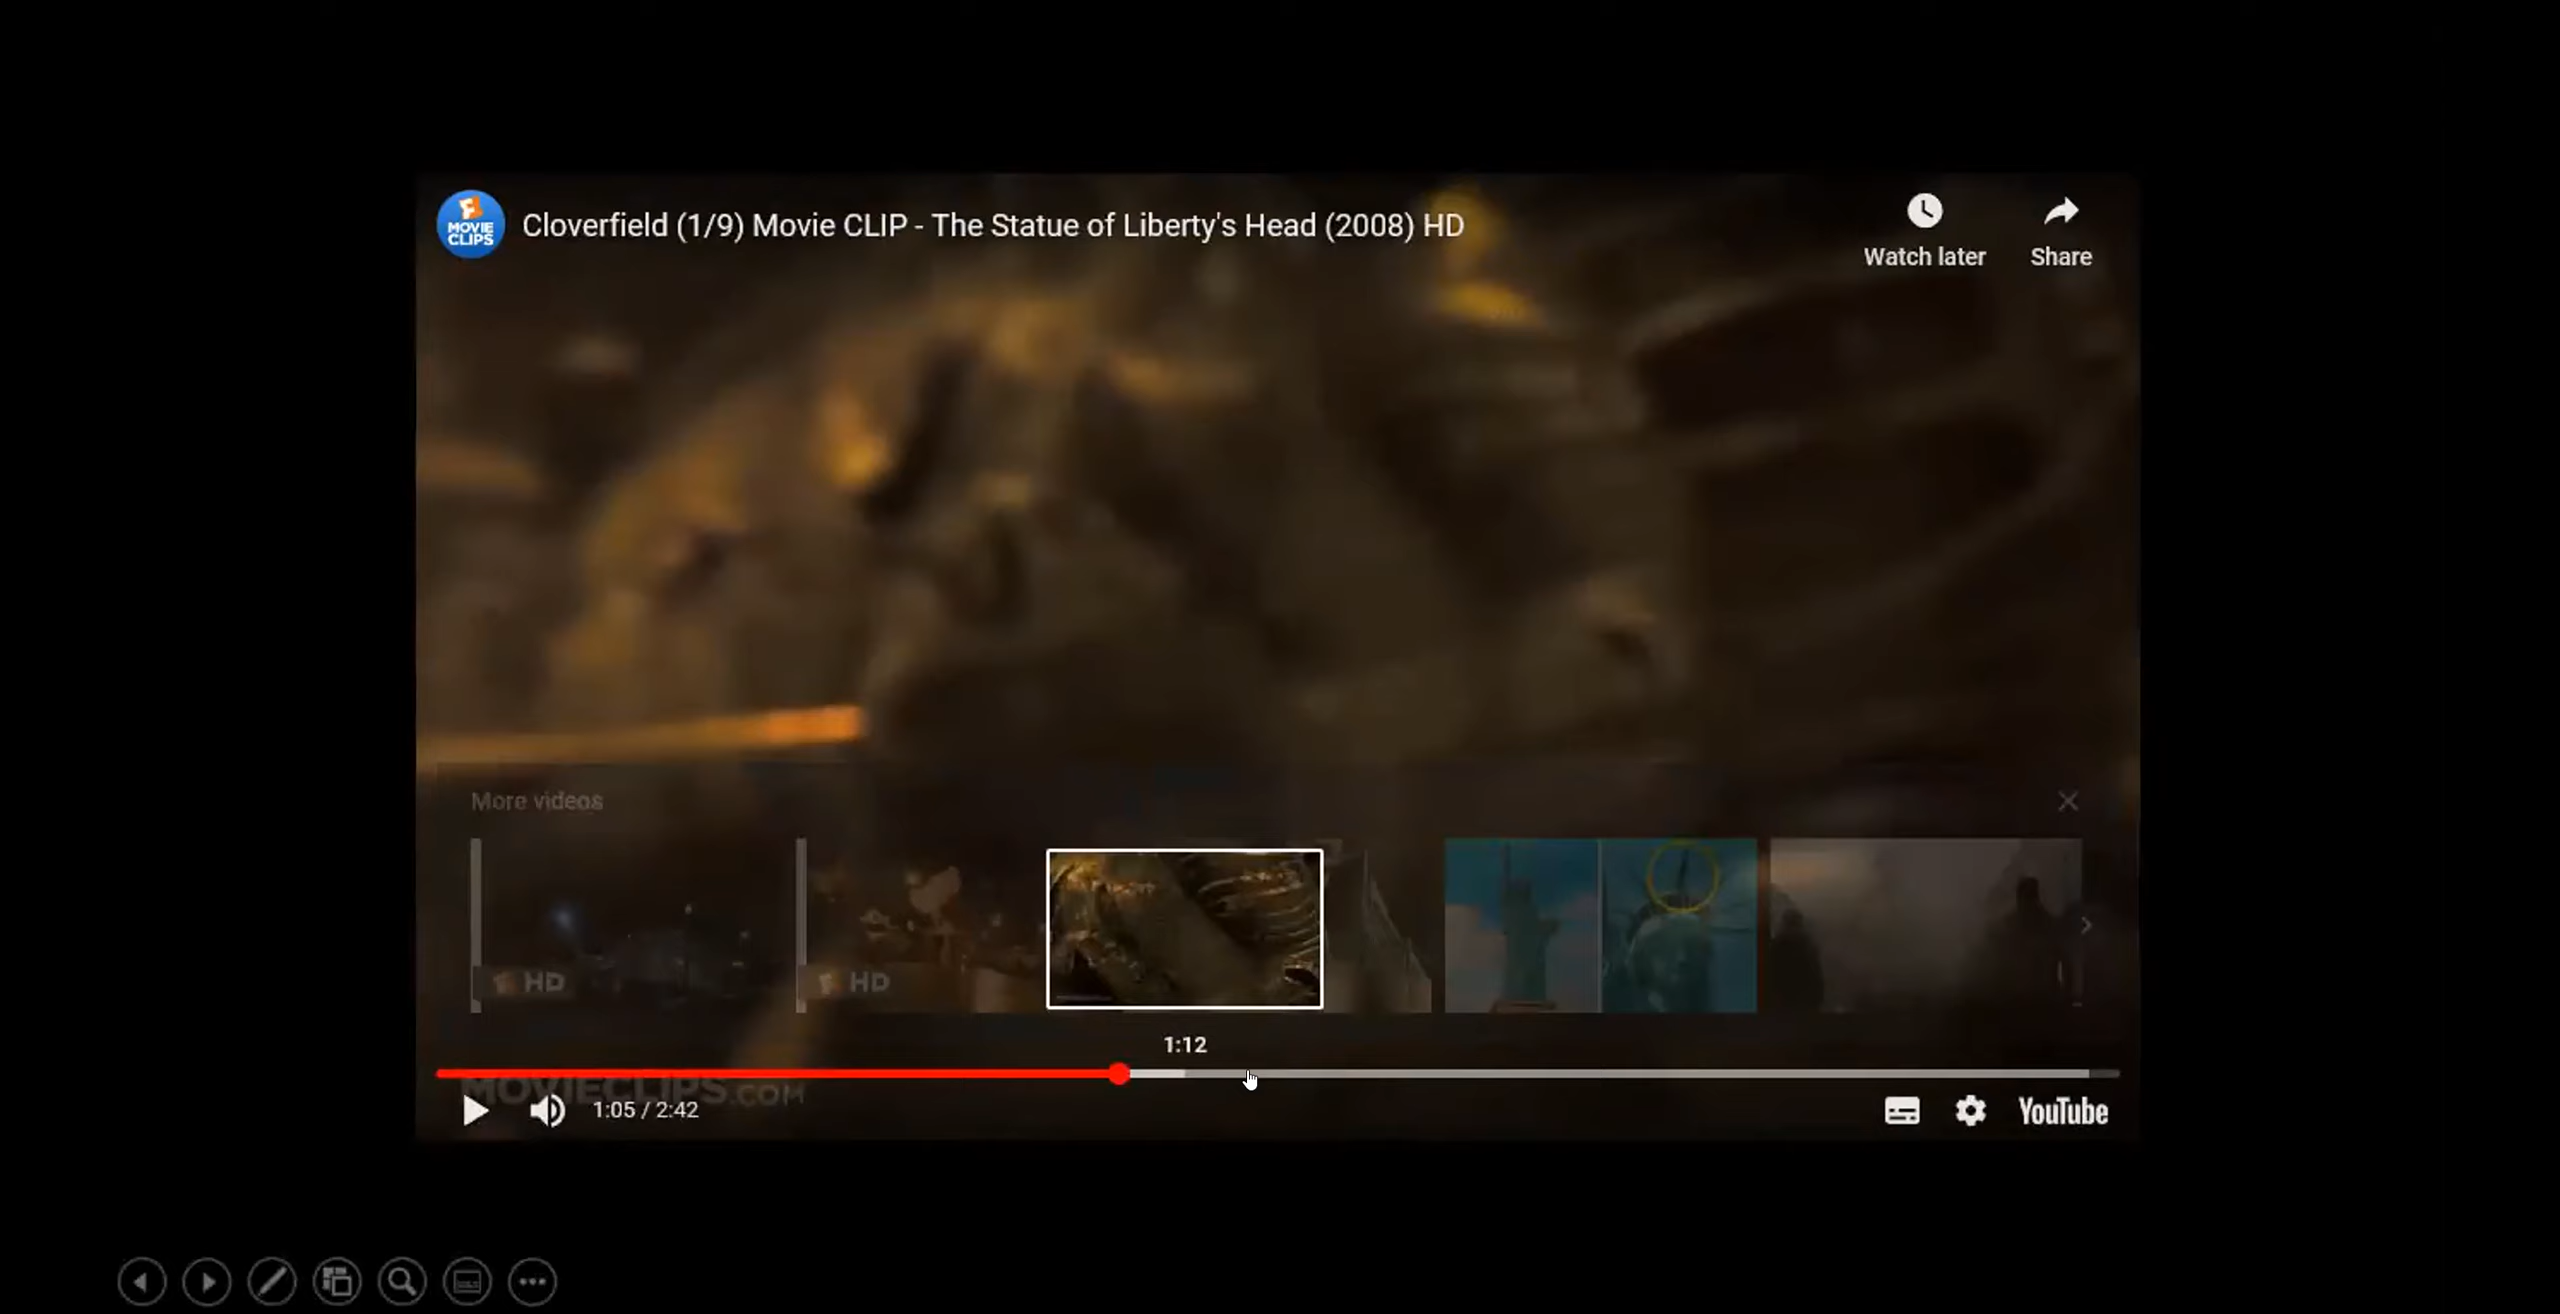 MOVIE
CLIPS
Cloverfield (1/9) Movie CLIP - The Statue of Liberty's Head (2008) HD
Watch later
Share
More videos
HD
HD
1:12
MOVIECLIPS.COM
1:05 / 2:42
YouTube